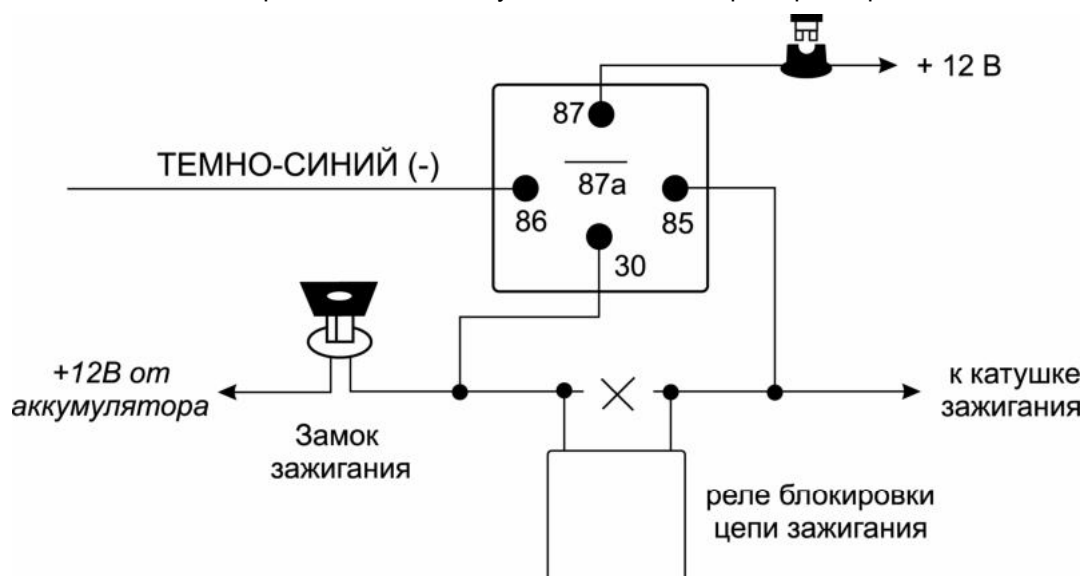 + 12 В
87
ТЕМНО-СИНИЙ (-)
87а
86
85
30
+12В от
аккумулятора
Замок
зажигания
к катушке
зажигания
реле блокировки
цепи зажигания